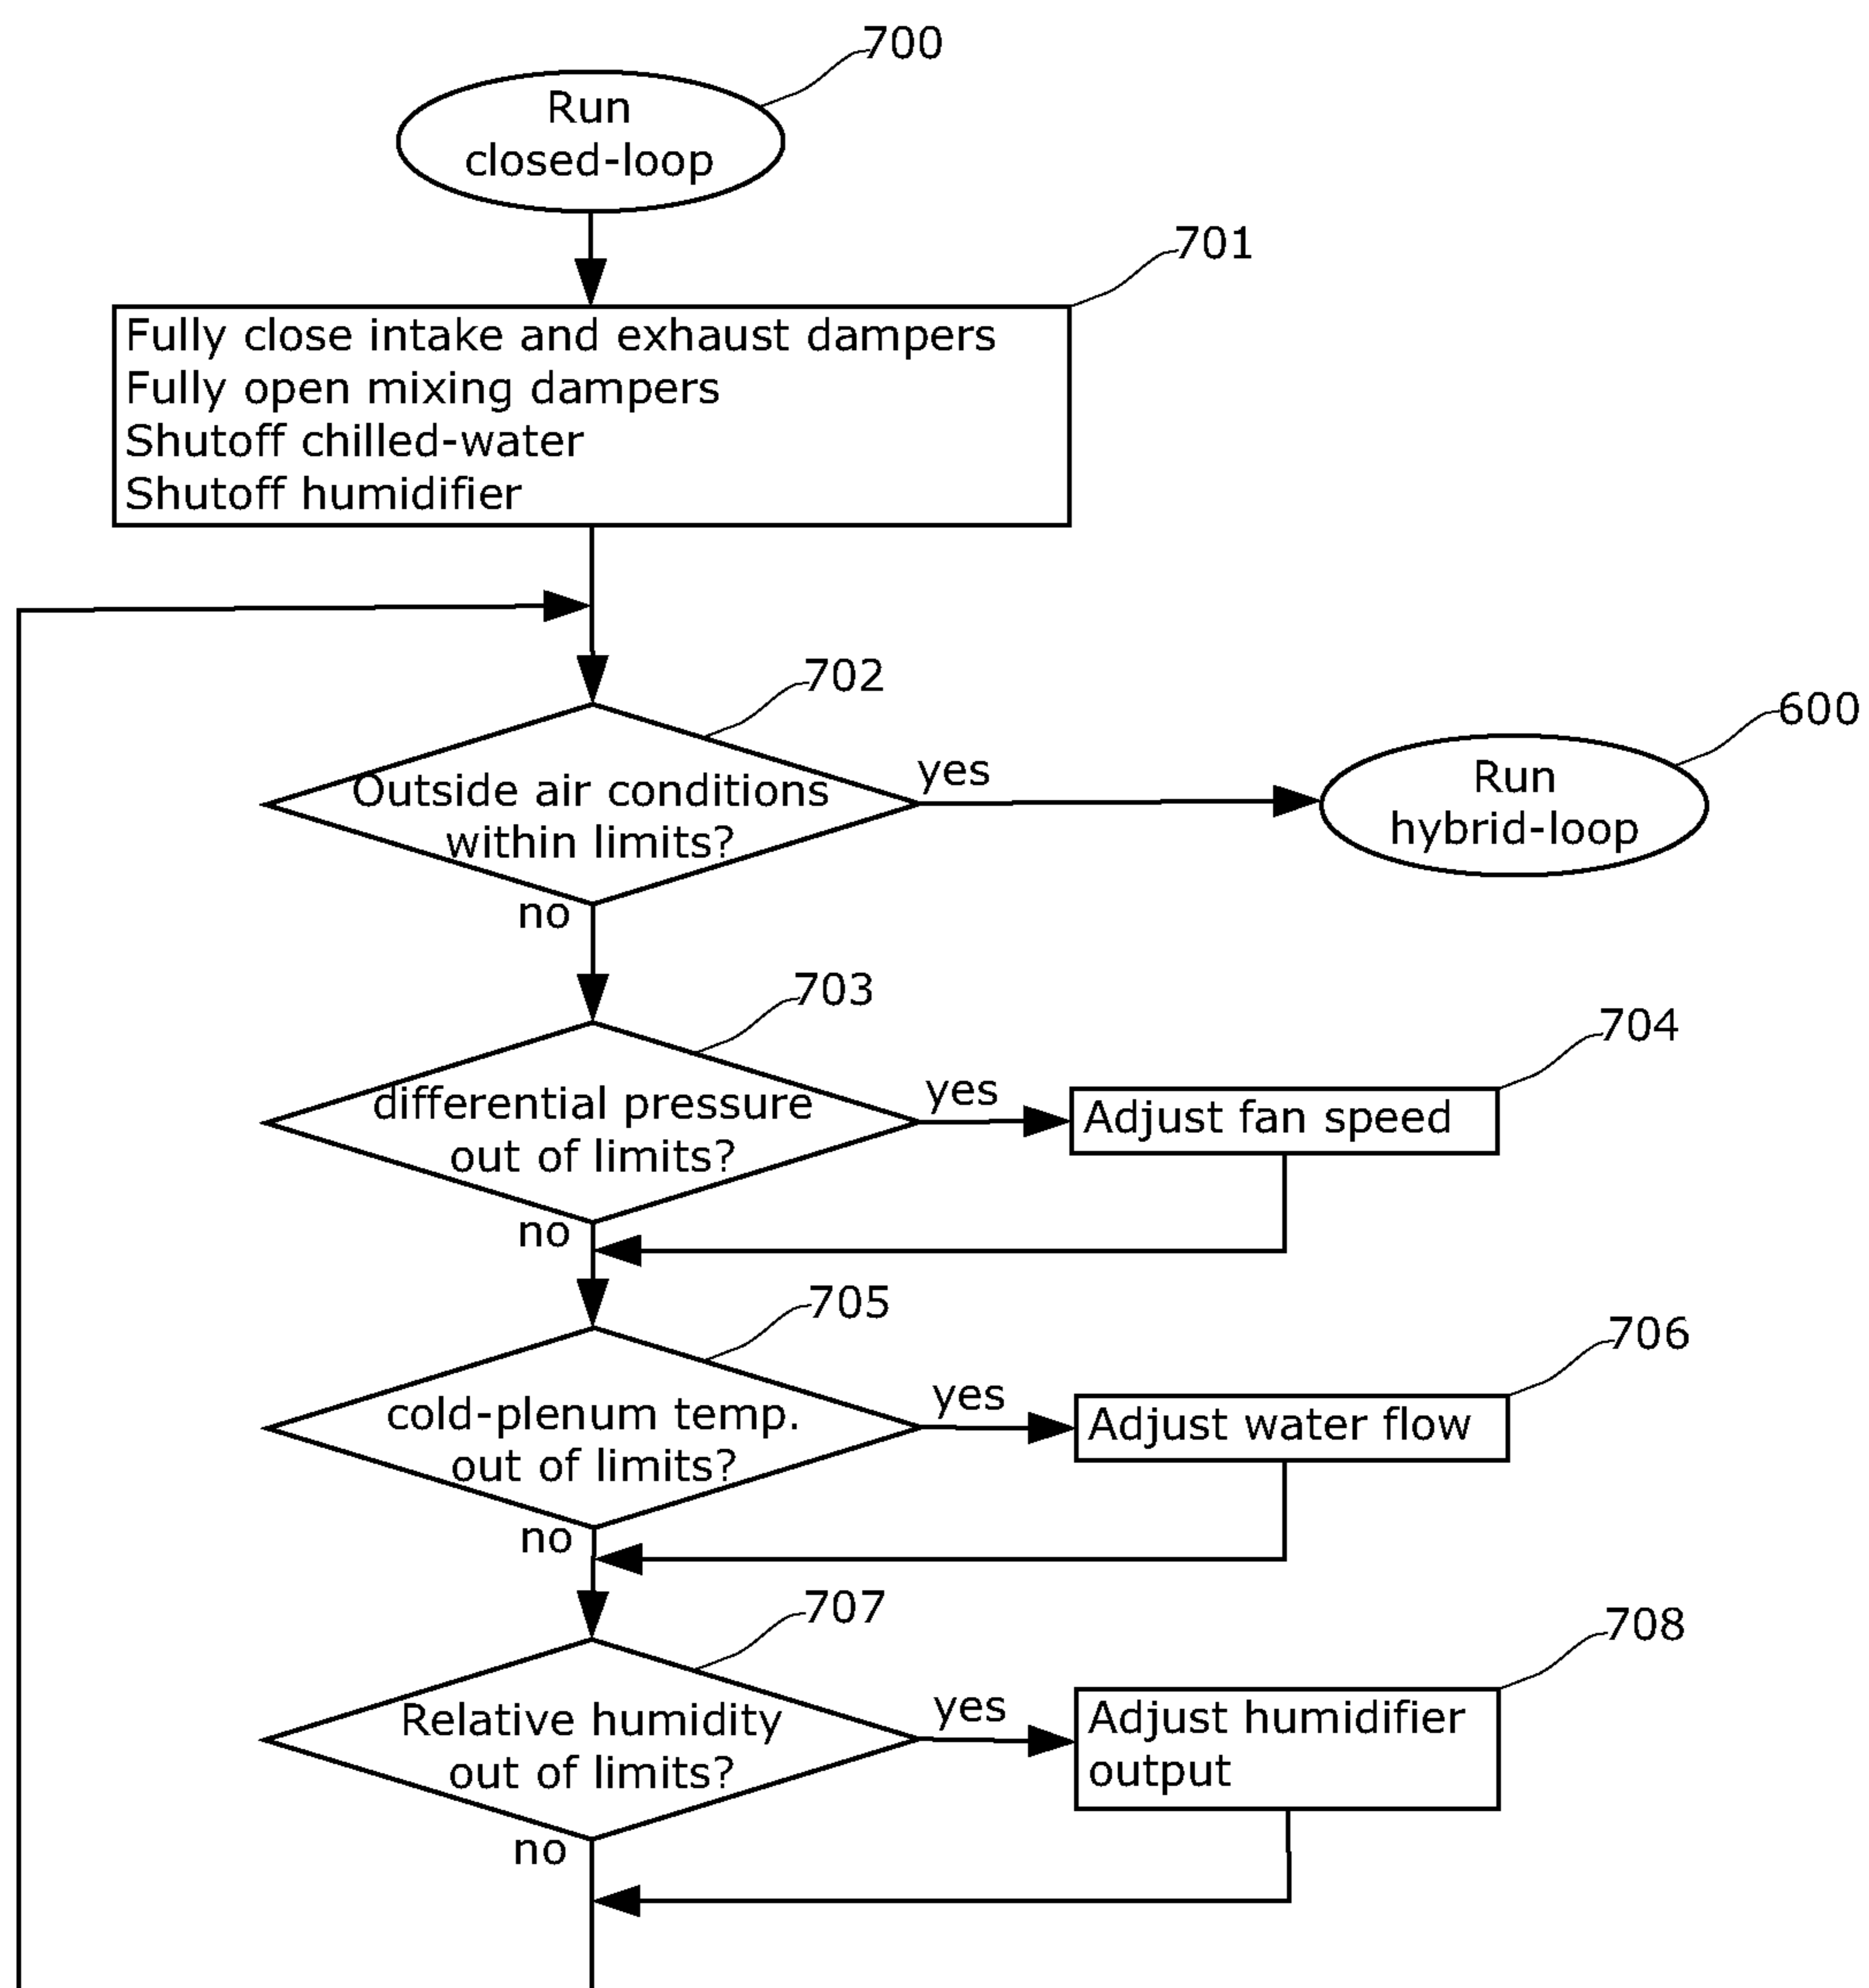 700
Run
closed-loop
701
Fully close intake and exhaust dampers
Fully open mixing dampers
Shutoff chilled-water
Shutoff humidifier
702
Outside air conditions
within limits?
yes
600
Run
hybrid-loop
no
703
differential pressure
out of limits?
yes
704
Adjust fan speed
no
705
cold-plenum temp.
out of limits?
yes
706
Adjust water flow
no
707
Relative humidity
out of limits?
yes
708
Adjust humidifier
output
no